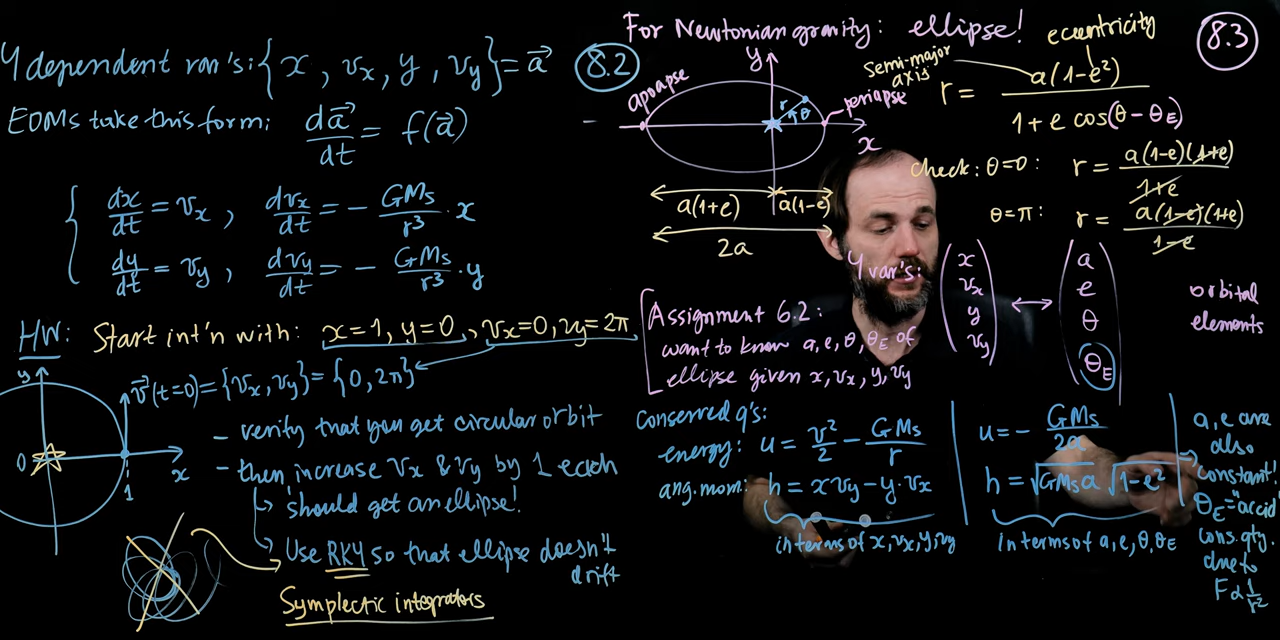 4 dependent var's: { x , vx , y , vy } = a⃗
8.2
EOMs take this form: da⃗/dt = f(a⃗)
dx/dt = vx , dvx/dt = - GMs/r³ · x
dy/dt = vy , dvy/dt = - GMs/r³ · y
HW: Start int'n with: x=1, y=0 , vx=0, vy=2π
y
v⃗(t=0) = {vx, vy} = {0, 2π}
0
x
1
- verify that you get circular orbit
- then increase vx & vy by 1 each
should get an ellipse!
Use RK4 so that ellipse doesn't
drift
Symplectic integrators
For Newtonian gravity: ellipse!
8.3
eccentricity
Semi-major
axis
r = a(1-e²) / 1 + e cos(θ - θE)
y
apoapse
r
θ
periapse
x
a(1+e)
a(1-e)
2a
check: θ=0: r = a(1-e)(1+e) / 1+e
θ=π: r = a(1-e)(1+e) / 1-e
4 var's: ( x vx y vy ) ↔ ( a e θ θE )
orbital
elements
Assignment 6.2:
want to know a, e, θ, θE of
ellipse given x, vx, y, vy
Conserved q's:
energy: u = v²/2 - GMs/r
ang. mom: h = x vy - y · vx
in terms of x, vx, y, vy
u = - GMs/2a
h = √GMsa √1-e²
in terms of a, e, θ, θE
a, e are
also
constant!
θE = "accid"
cons. qty.
due to
F ∝ 1/r²